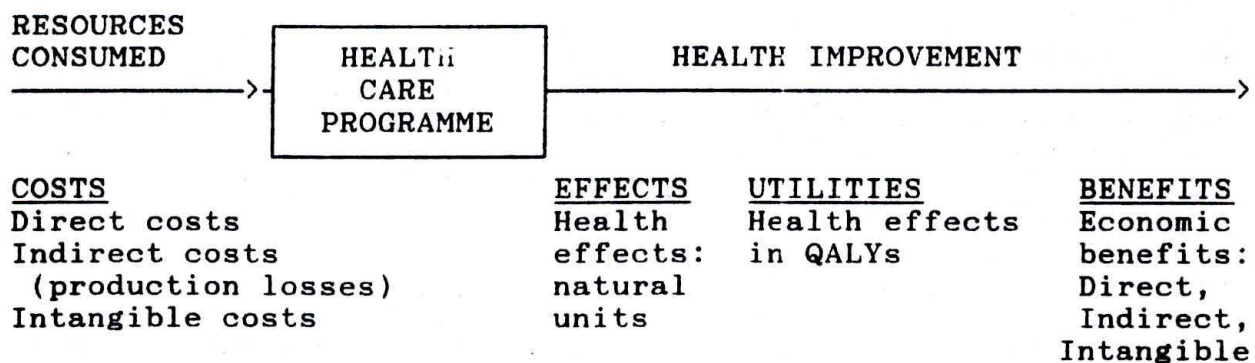 RESOURCES
CONSUMED
HEALTH
CARE
PROGRAMME
HEALTH IMPROVEMENT
COSTS
Direct costs
Indirect costs
(production losses)
Intangible costs
EFFECTS
Health
effects:
natural
units
UTILITIES
Health effects
in QALYs
BENEFITS
Economic
benefits:
Direct,
Indirect,
Intangible